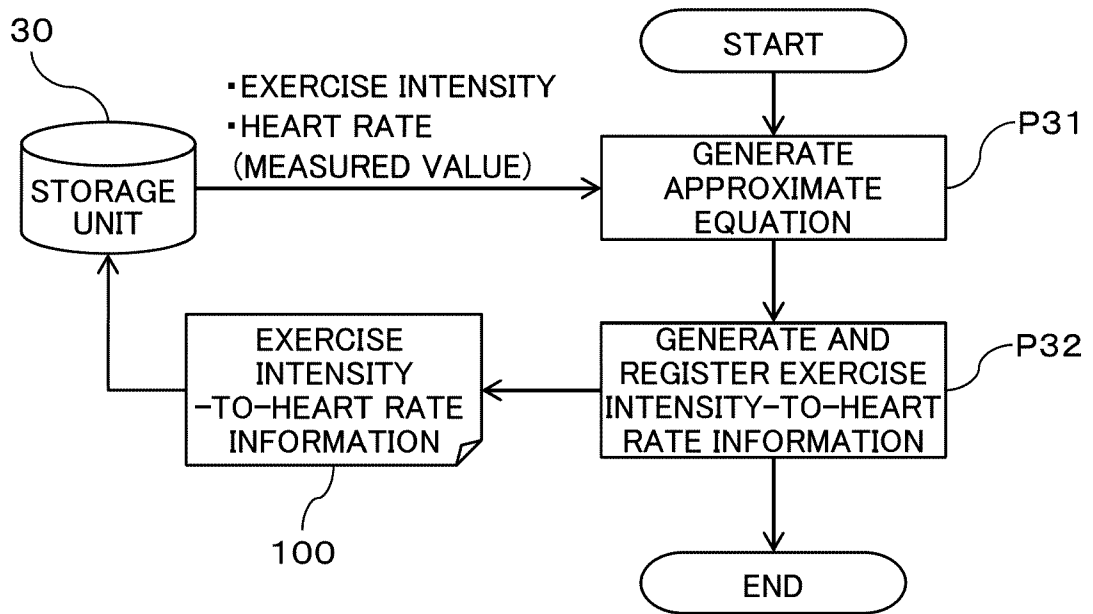 30
START
・EXERCISE INTENSITY
・HEART RATE
(MEASURED VALUE)
P31
STORAGE
UNIT
GENERATE
APPROXIMATE
EQUATION
EXERCISE
INTENSITY
-TO-HEART RATE
INFORMATION
GENERATE AND
REGISTER EXERCISE
INTENSITY-TO-HEART
RATE INFORMATION
P32
100
END